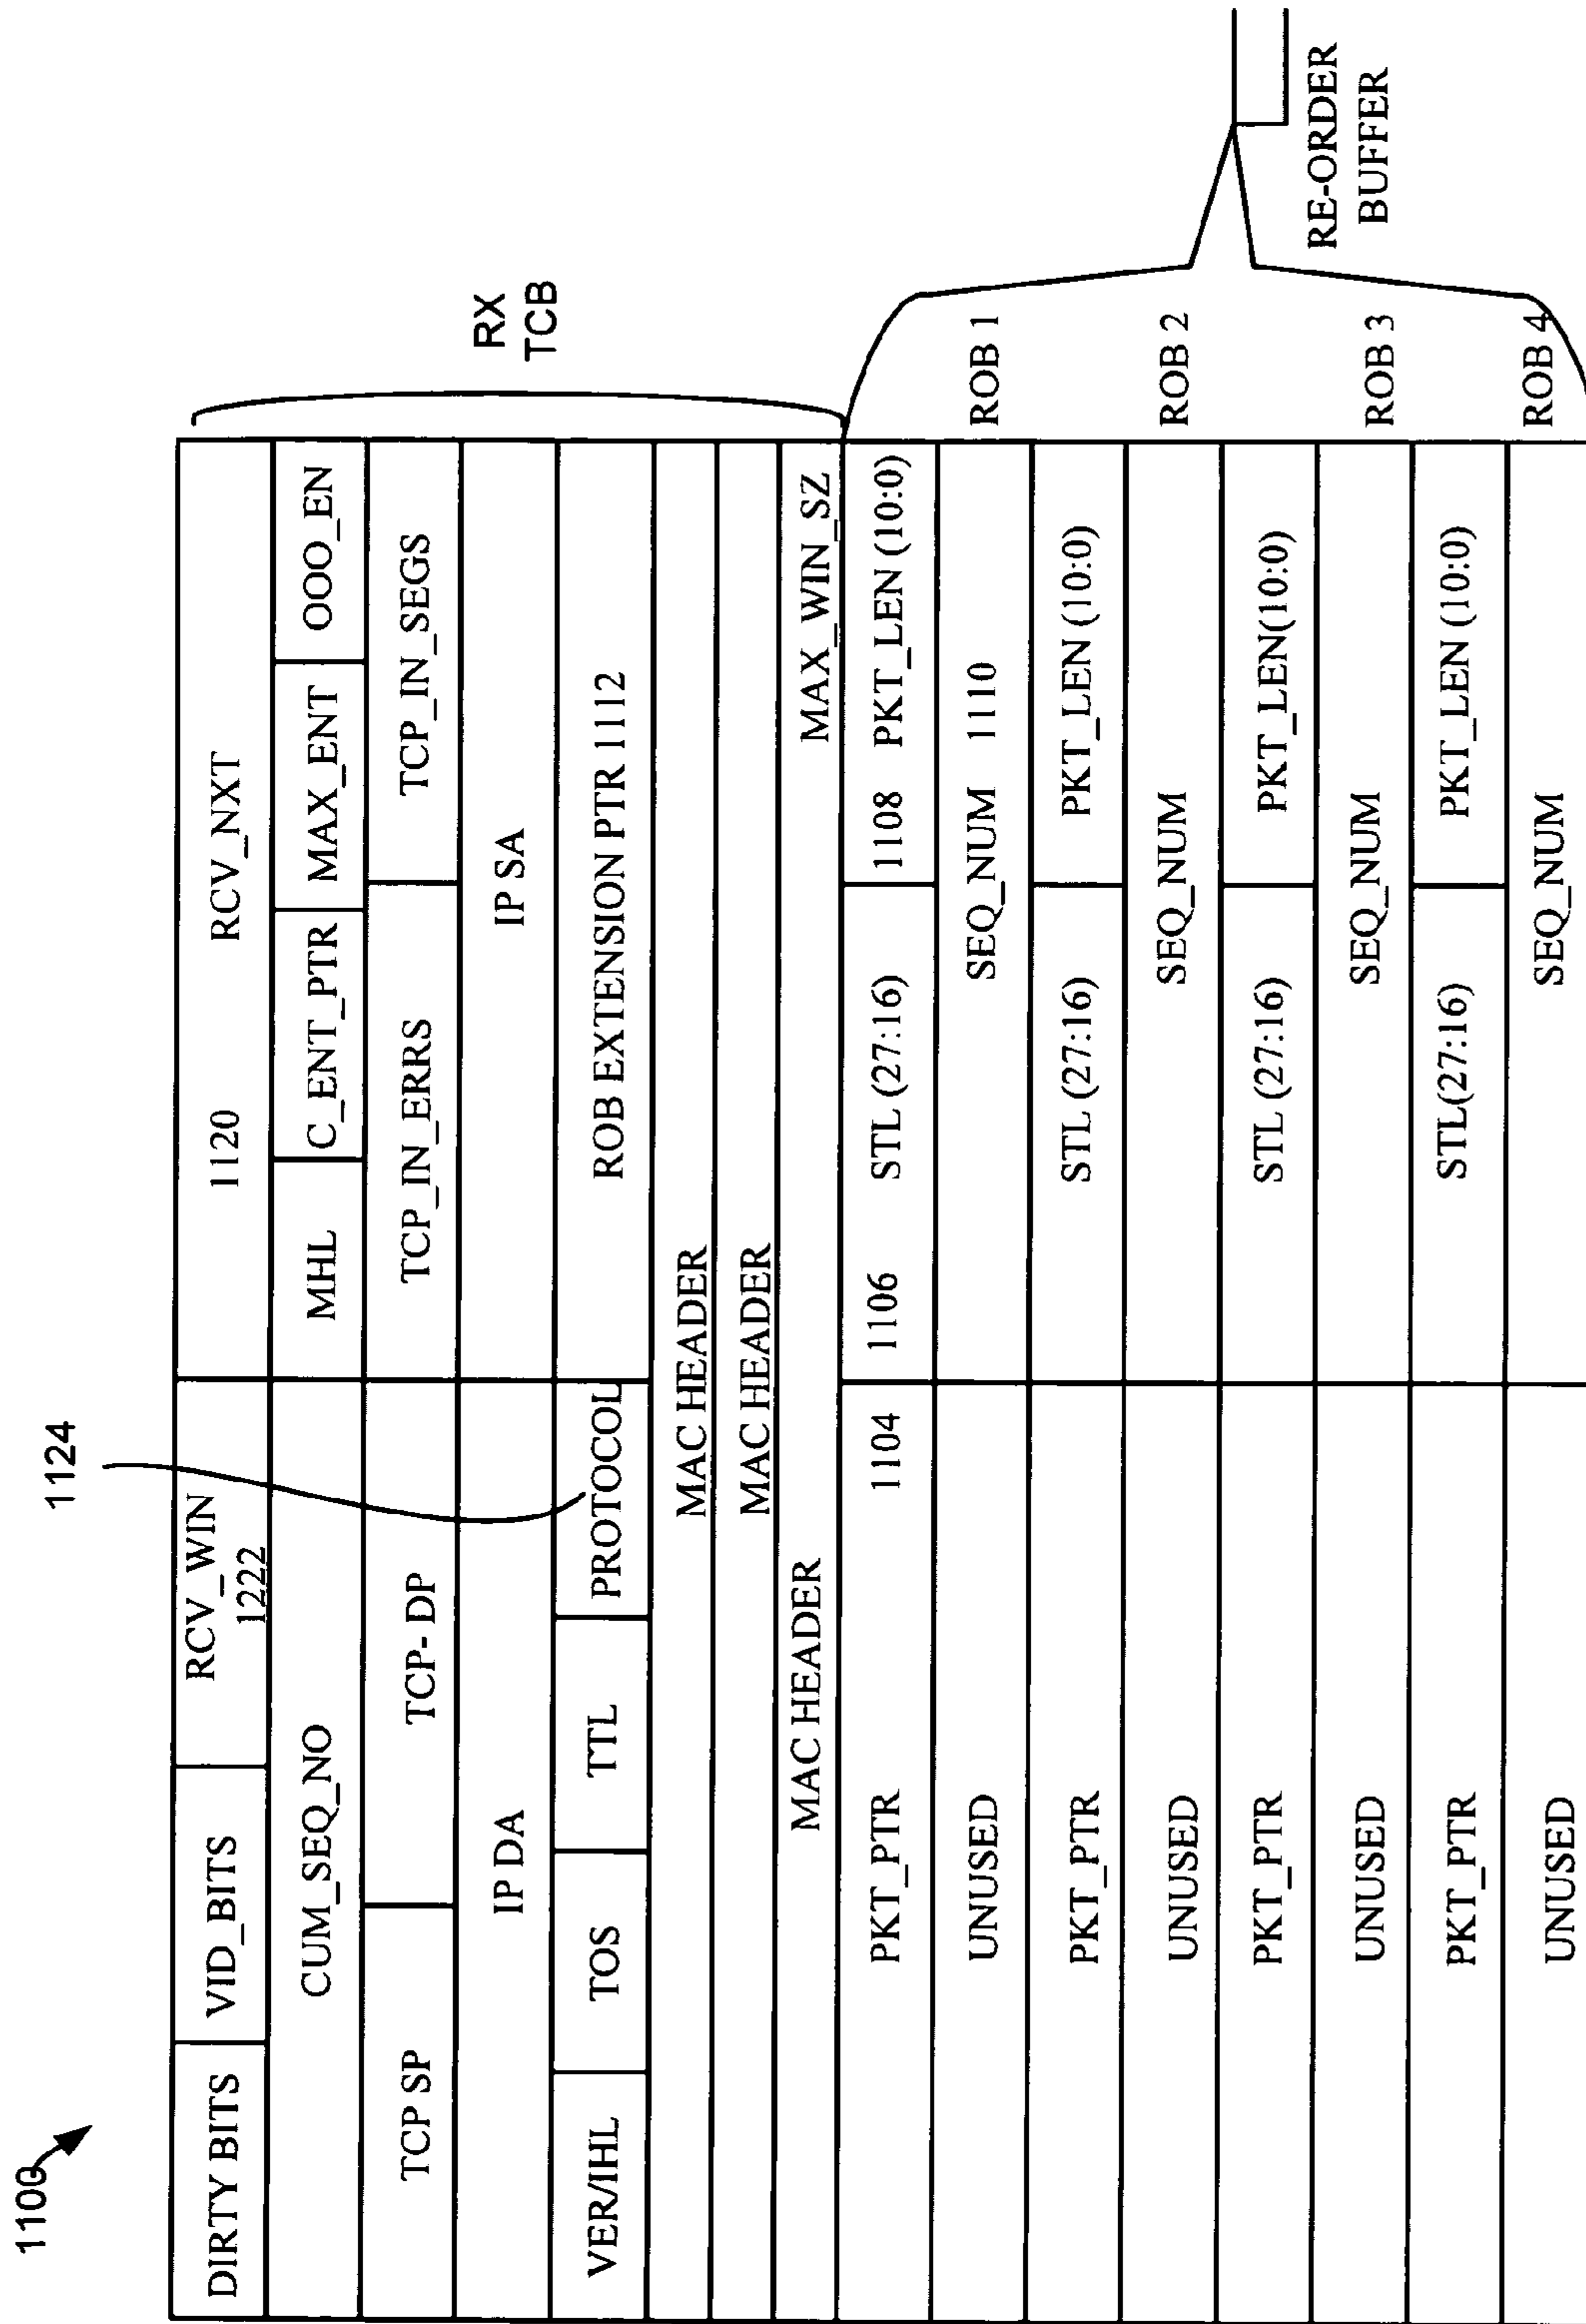 1100
1124
DIRTY BITS VID_BITS RCV_WIN 1120 RCV_NXT
1222
CUM_SEQ_NO MHL C_ENT_PTR MAX_ENT OOO_EN
TCP SP TCP- DP TCP_IN_ERRS TCP_IN_SEGS
IP DA IP SA
VER/IHL TOS TTL PROTOCOL ROB EXTENSION PTR 1112
MAC HEADER
MAC HEADER
MAC HEADER MAX_WIN_SZ
RX
TCB
PKT_PTR 1104 1106 STL (27:16) 1108 PKT_LEN (10:0)
UNUSED SEQ_NUM 1110 ROB 1
PKT_PTR STL (27:16) PKT_LEN (10:0)
UNUSED SEQ_NUM ROB 2
PKT_PTR STL (27:16) PKT_LEN(10:0)
UNUSED SEQ_NUM ROB 3
PKT_PTR STL(27:16) PKT_LEN (10:0)
UNUSED SEQ_NUM ROB 4
RE-ORDER
BUFFER